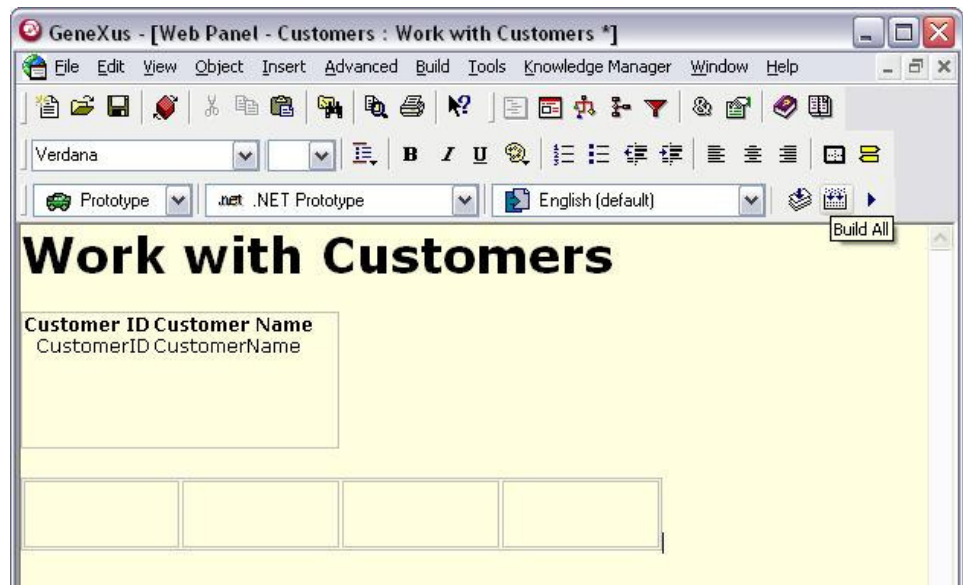 GeneXus - [Web Panel - Customers : Work with Customers *]
File Edit View Object Insert Advanced Build Tools Knowledge Manager Window Help
Verdana B I U
Prototype .net .NET Prototype English (default)
Build All
Work with Customers
Customer ID Customer Name
CustomerID CustomerName